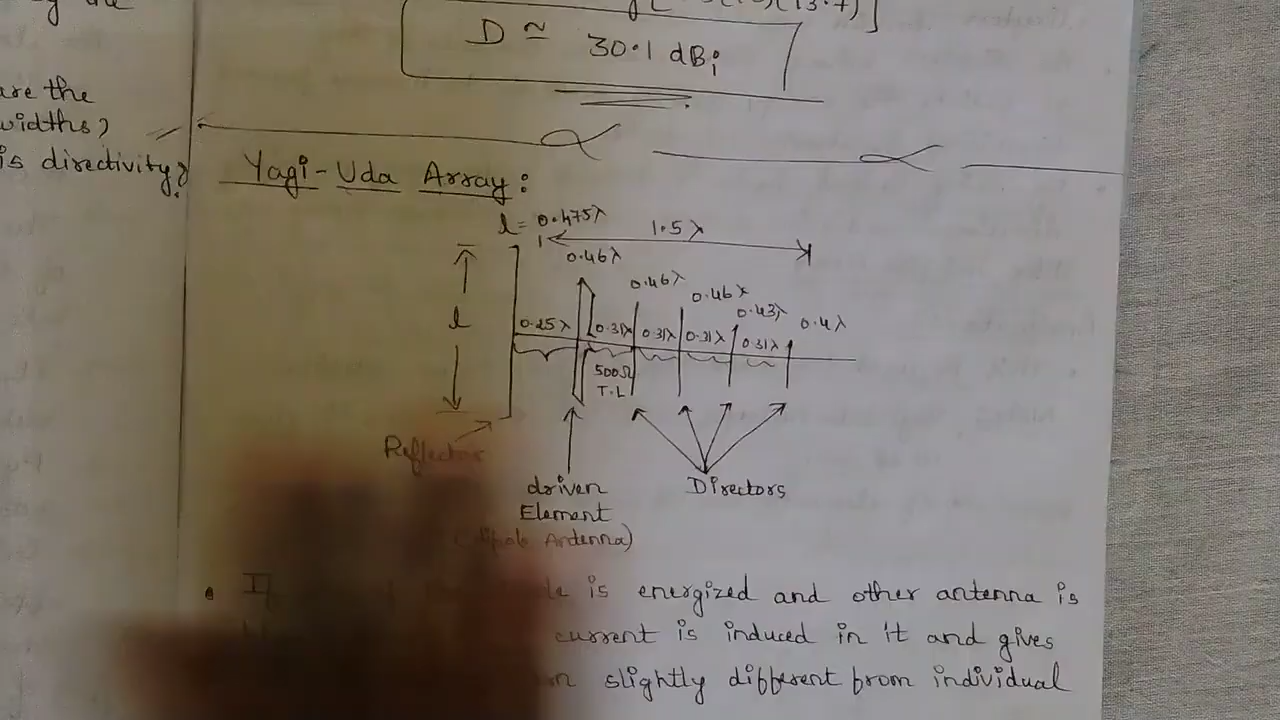 D ≃ 30.1 dBi
are the
widths?
is directivity?
Yagi-Uda Array:
l = 0.475λ
1.5λ
0.46λ
0.46λ
0.46λ
0.43λ
0.4λ
l
0.25λ
0.31λ
0.31λ
0.31λ
0.31λ
500Ω
T.L
Reflector
driven
Directors
Element
Antenna)
is energized and other antenna is
current is induced in it and gives
slightly different from individual